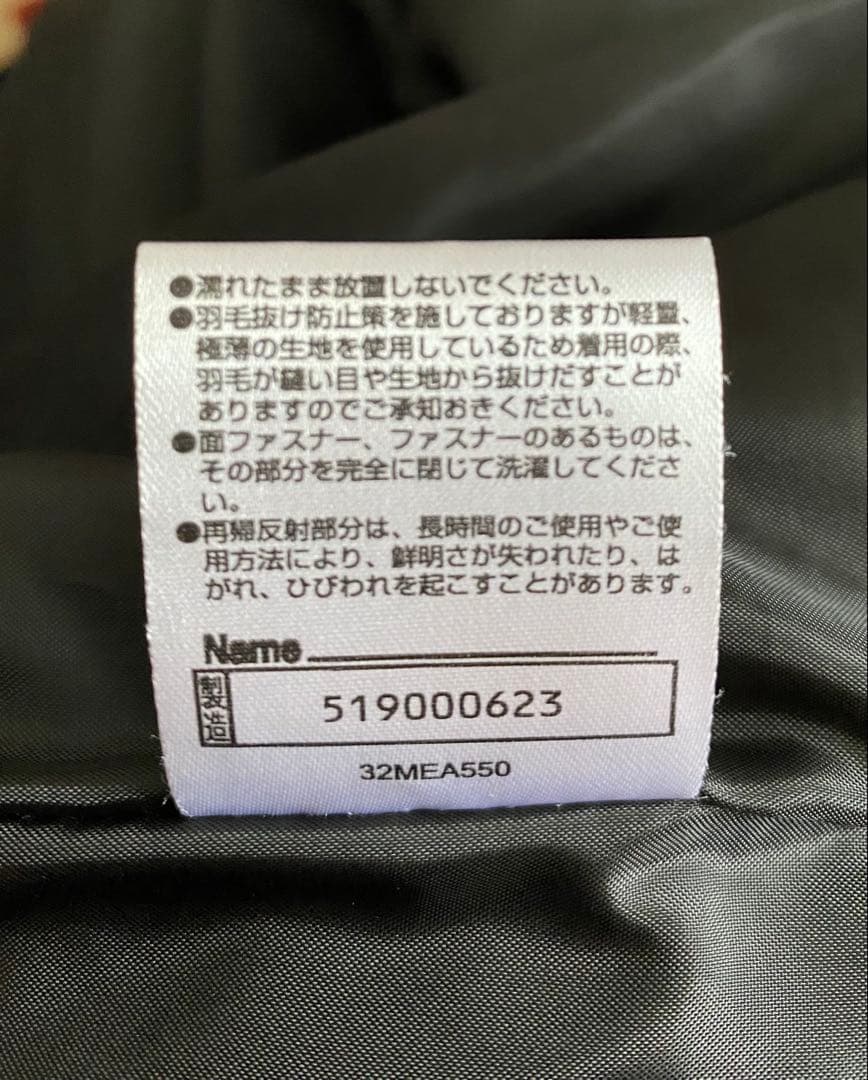 ●濡れたまま放置しないでください。
●羽毛抜け防止策を施しておりますが軽量、
極薄の生地を使用しているため着用の際、
羽毛が縫い目や生地から抜けだすことが
ありますのでご承知おきください。
●面ファスナー、ファスナーのあるものは、
その部分を完全に閉じて洗濯してくださ
い。
●再帰反射部分は、長時間のご使用やご使
用方法により、鮮明さが失われたり、は
がれ、ひびわれを起こすことがあります。
Name
製造 519000623
32MEA550